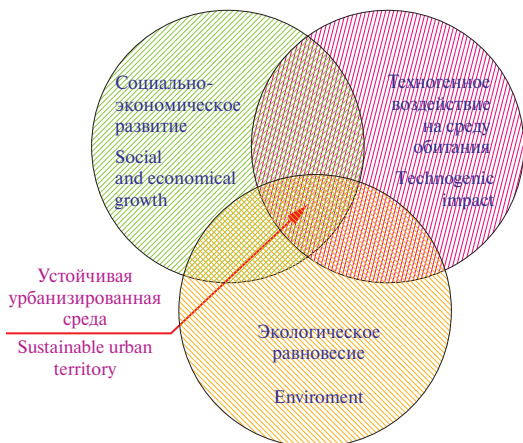 Социально-
экономическое
развитие
Social
and economical
growth
Техногенное
воздействие
на среду
обитания
Technogenic
impact
Устойчивая
урбанизированная
среда
Sustainable urban
territory
Экологическое
равновесие
Enviroment